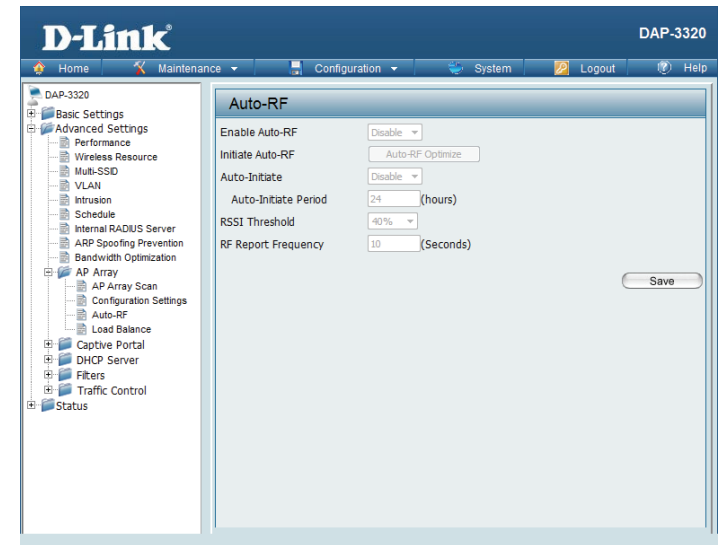 D-Link®
DAP-3320
Home Maintenance Configuration System Logout Help
DAP-3320
Basic Settings
Advanced Settings
Performance
Wireless Resource
Multi-SSID
VLAN
Intrusion
Schedule
Internal RADIUS Server
ARP Spoofing Prevention
Bandwidth Optimization
AP Array
AP Array Scan
Configuration Settings
Auto-RF
Load Balance
Captive Portal
DHCP Server
Filters
Traffic Control
Status
Auto-RF
Enable Auto-RF Disable
Initiate Auto-RF Auto-RF Optimize
Auto-Initiate Disable
Auto-Initiate Period 24 (hours)
RSSI Threshold 40%
RF Report Frequency 10 (Seconds)
Save